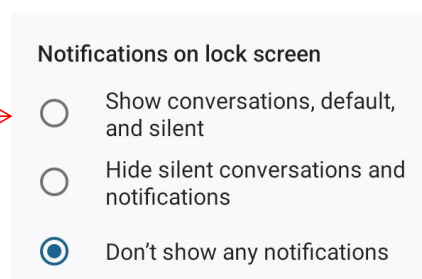 Notifications on lock screen
Show conversations, default,
and silent
Hide silent conversations and
notifications
Don’t show any notifications